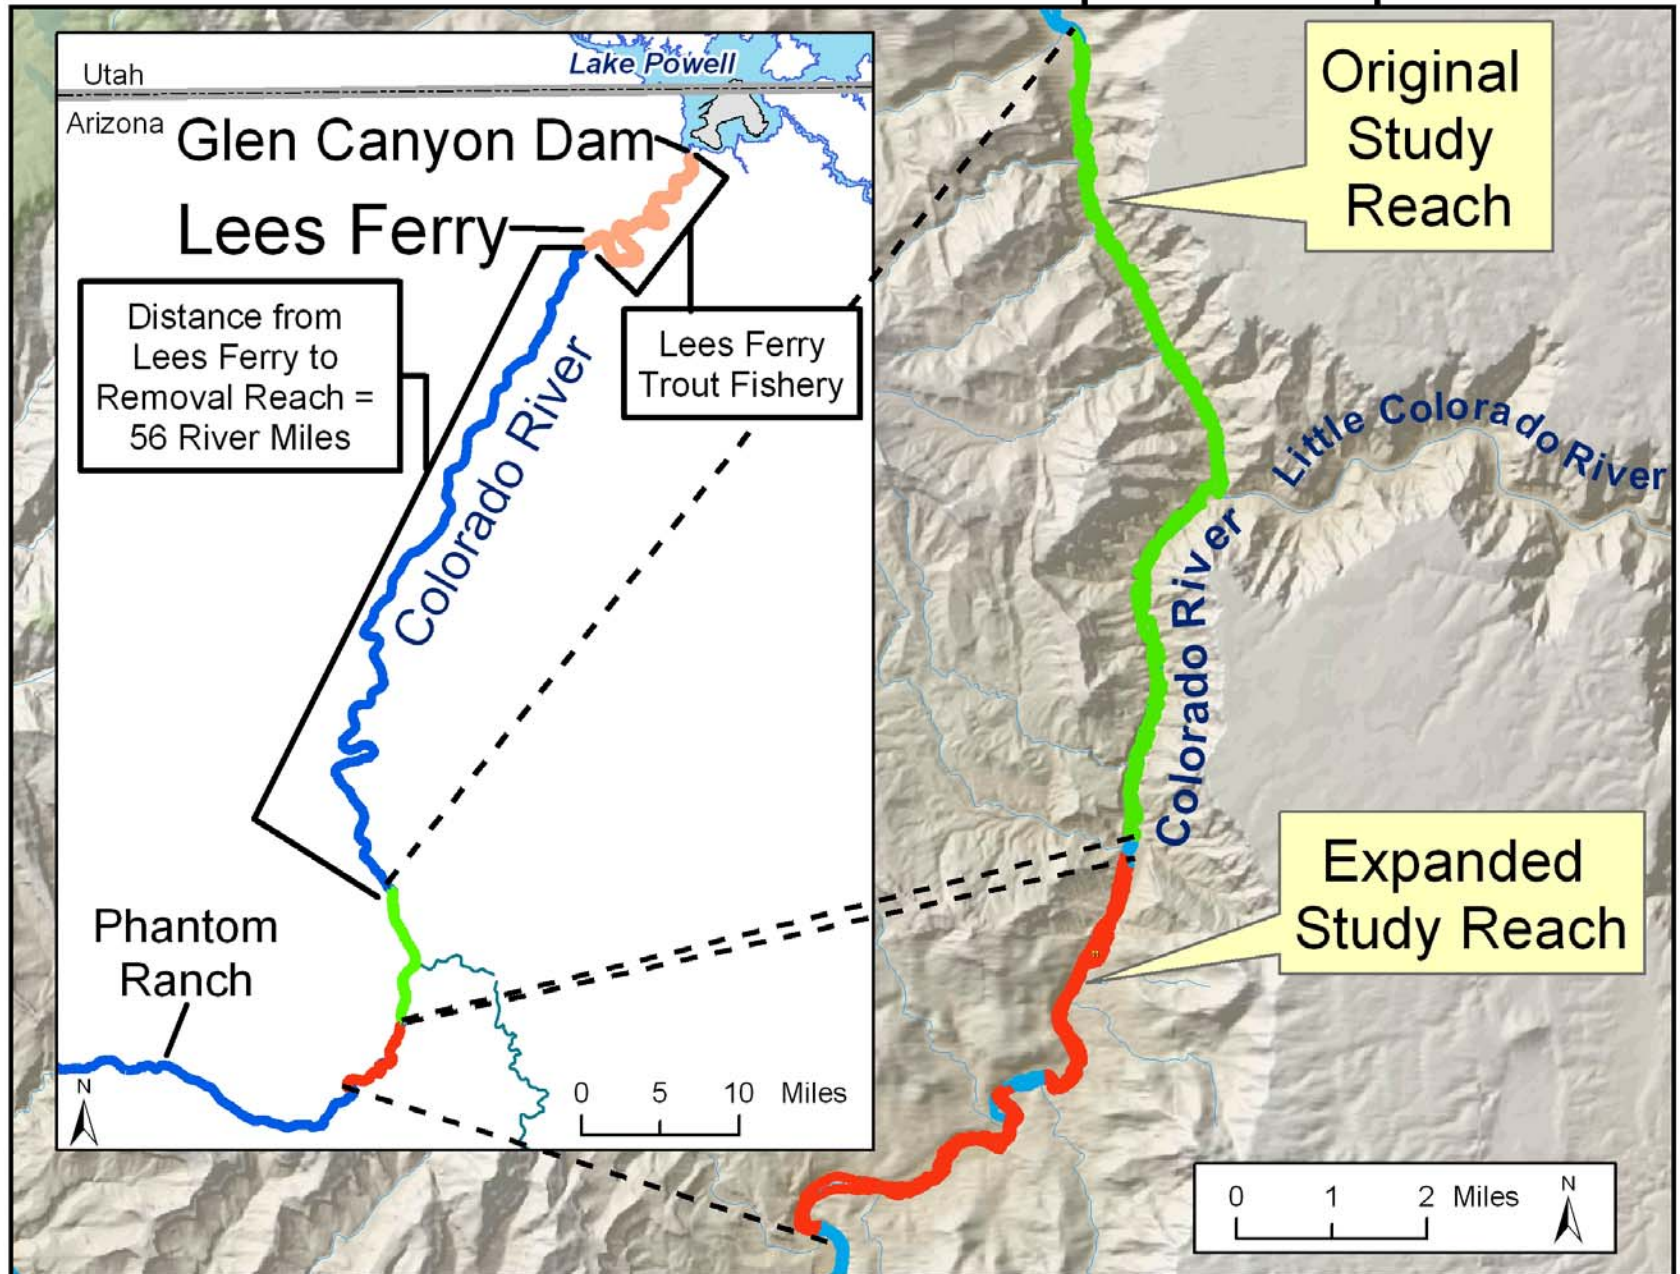 Utah
Arizona
Lake Powell
Glen Canyon Dam
Lees Ferry
Distance from
Lees Ferry to
Removal Reach =
56 River Miles
Lees Ferry
Trout Fishery
Colorado River
Phantom
Ranch
N
0 5 10 Miles
Original
Study
Reach
Little Colorado River
Colorado River
Expanded
Study Reach
0 1 2 Miles
N